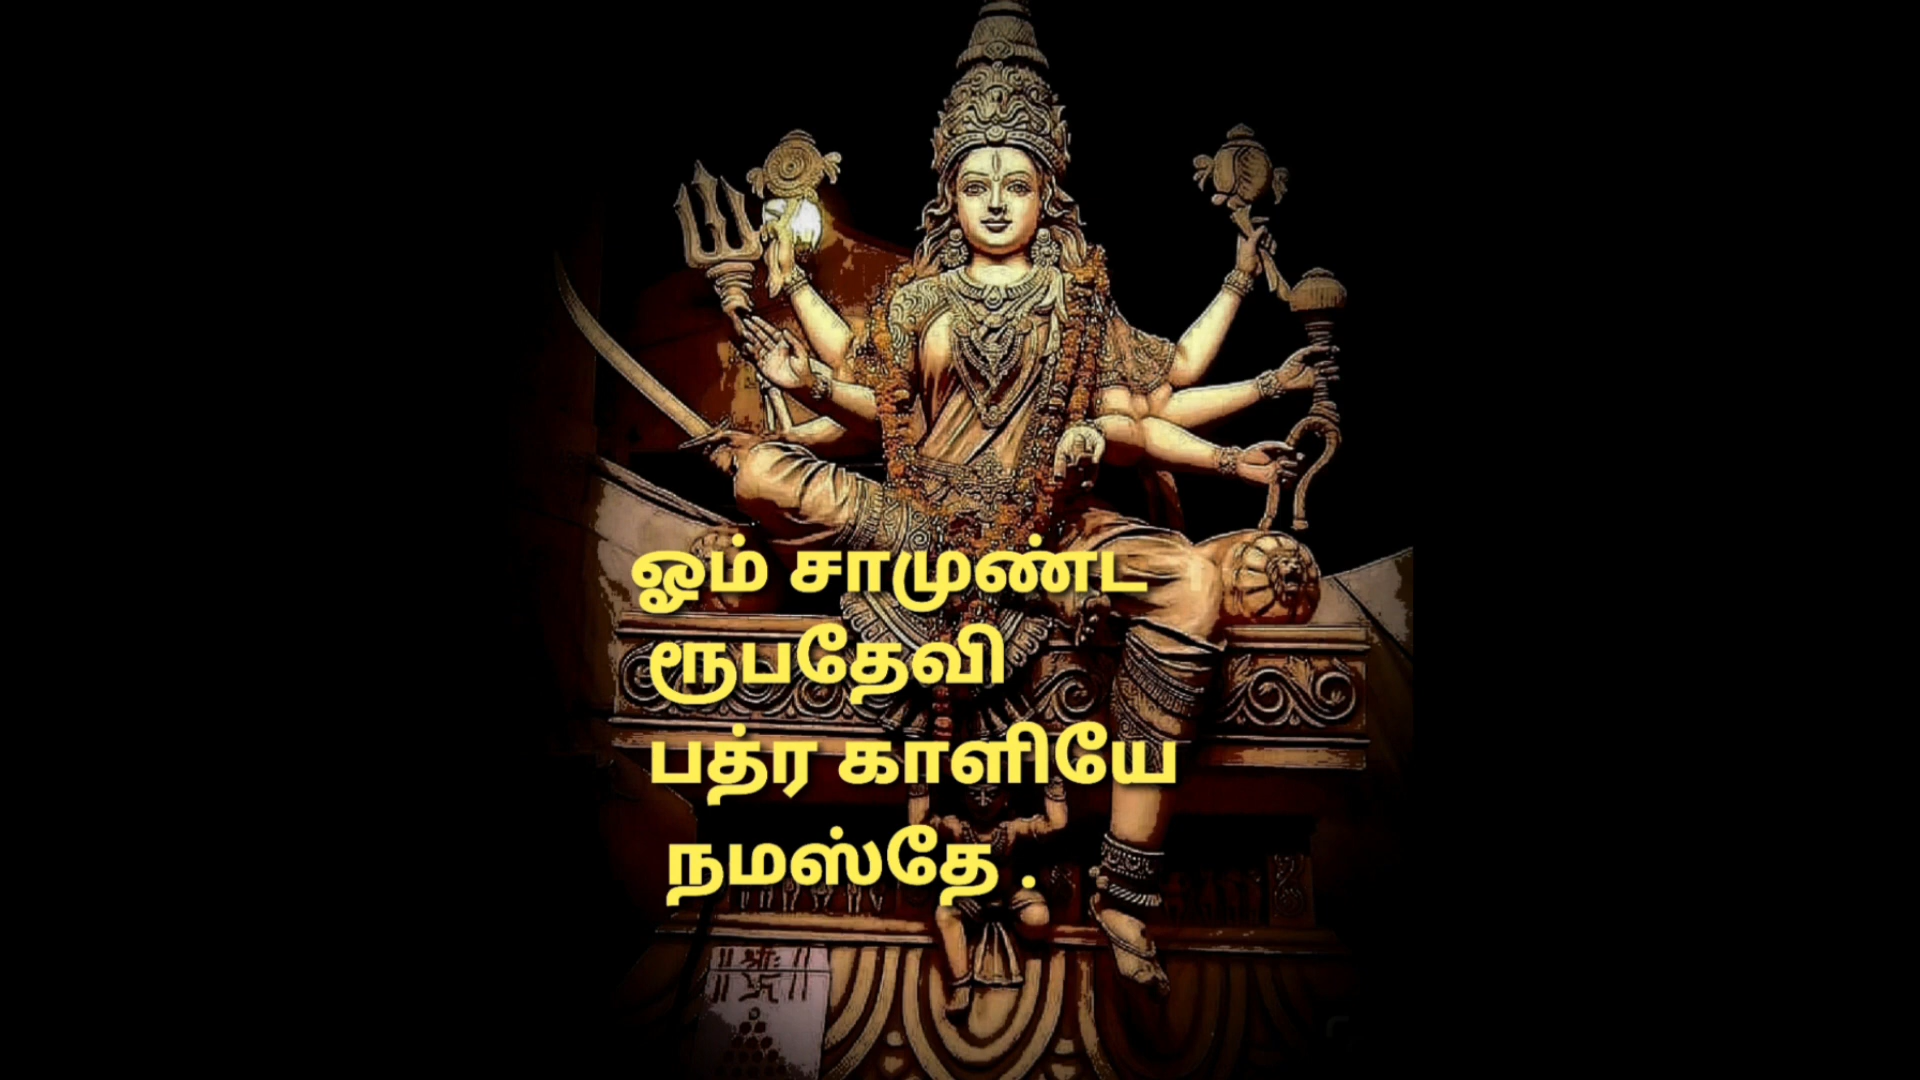 ஓம் சாமுண்ட
ரூபதேவி
பத்ர காளியே
நமஸ்தே .
॥ श्रीः ॥